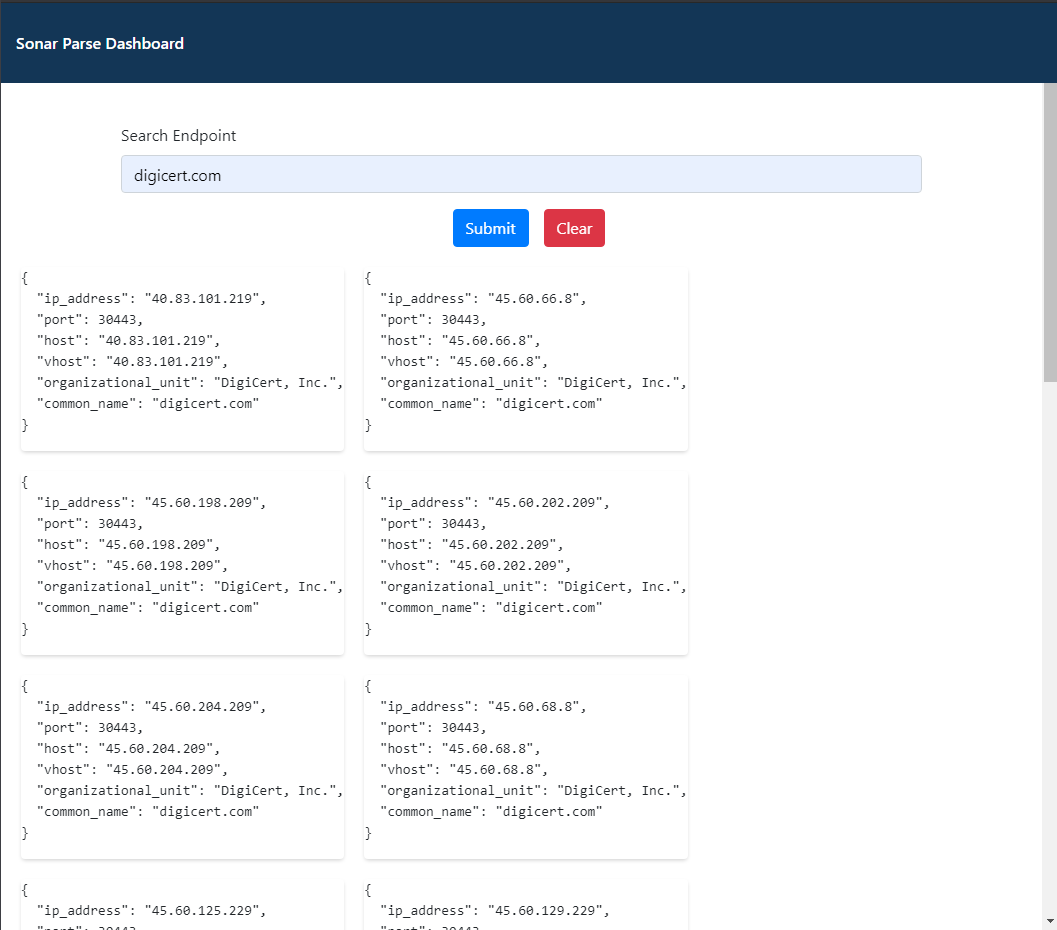 Sonar Parse Dashboard
Search Endpoint
digicert.com
Submit
Clear
{
"ip_address": "40.83.101.219",
"port": 30443,
"host": "40.83.101.219",
"vhost": "40.83.101.219",
"organizational_unit": "DigiCert, Inc.",
"common_name": "digicert.com"
}
{
"ip_address": "45.60.66.8",
"port": 30443,
"host": "45.60.66.8",
"vhost": "45.60.66.8",
"organizational_unit": "DigiCert, Inc.",
"common_name": "digicert.com"
}
{
"ip_address": "45.60.198.209",
"port": 30443,
"host": "45.60.198.209",
"vhost": "45.60.198.209",
"organizational_unit": "DigiCert, Inc.",
"common_name": "digicert.com"
}
{
"ip_address": "45.60.202.209",
"port": 30443,
"host": "45.60.202.209",
"vhost": "45.60.202.209",
"organizational_unit": "DigiCert, Inc.",
"common_name": "digicert.com"
}
{
"ip_address": "45.60.204.209",
"port": 30443,
"host": "45.60.204.209",
"vhost": "45.60.204.209",
"organizational_unit": "DigiCert, Inc.",
"common_name": "digicert.com"
}
{
"ip_address": "45.60.68.8",
"port": 30443,
"host": "45.60.68.8",
"vhost": "45.60.68.8",
"organizational_unit": "DigiCert, Inc.",
"common_name": "digicert.com"
}
{
"ip_address": "45.60.125.229",
"port": 30443,
{
"ip_address": "45.60.129.229",
"port": 30443,